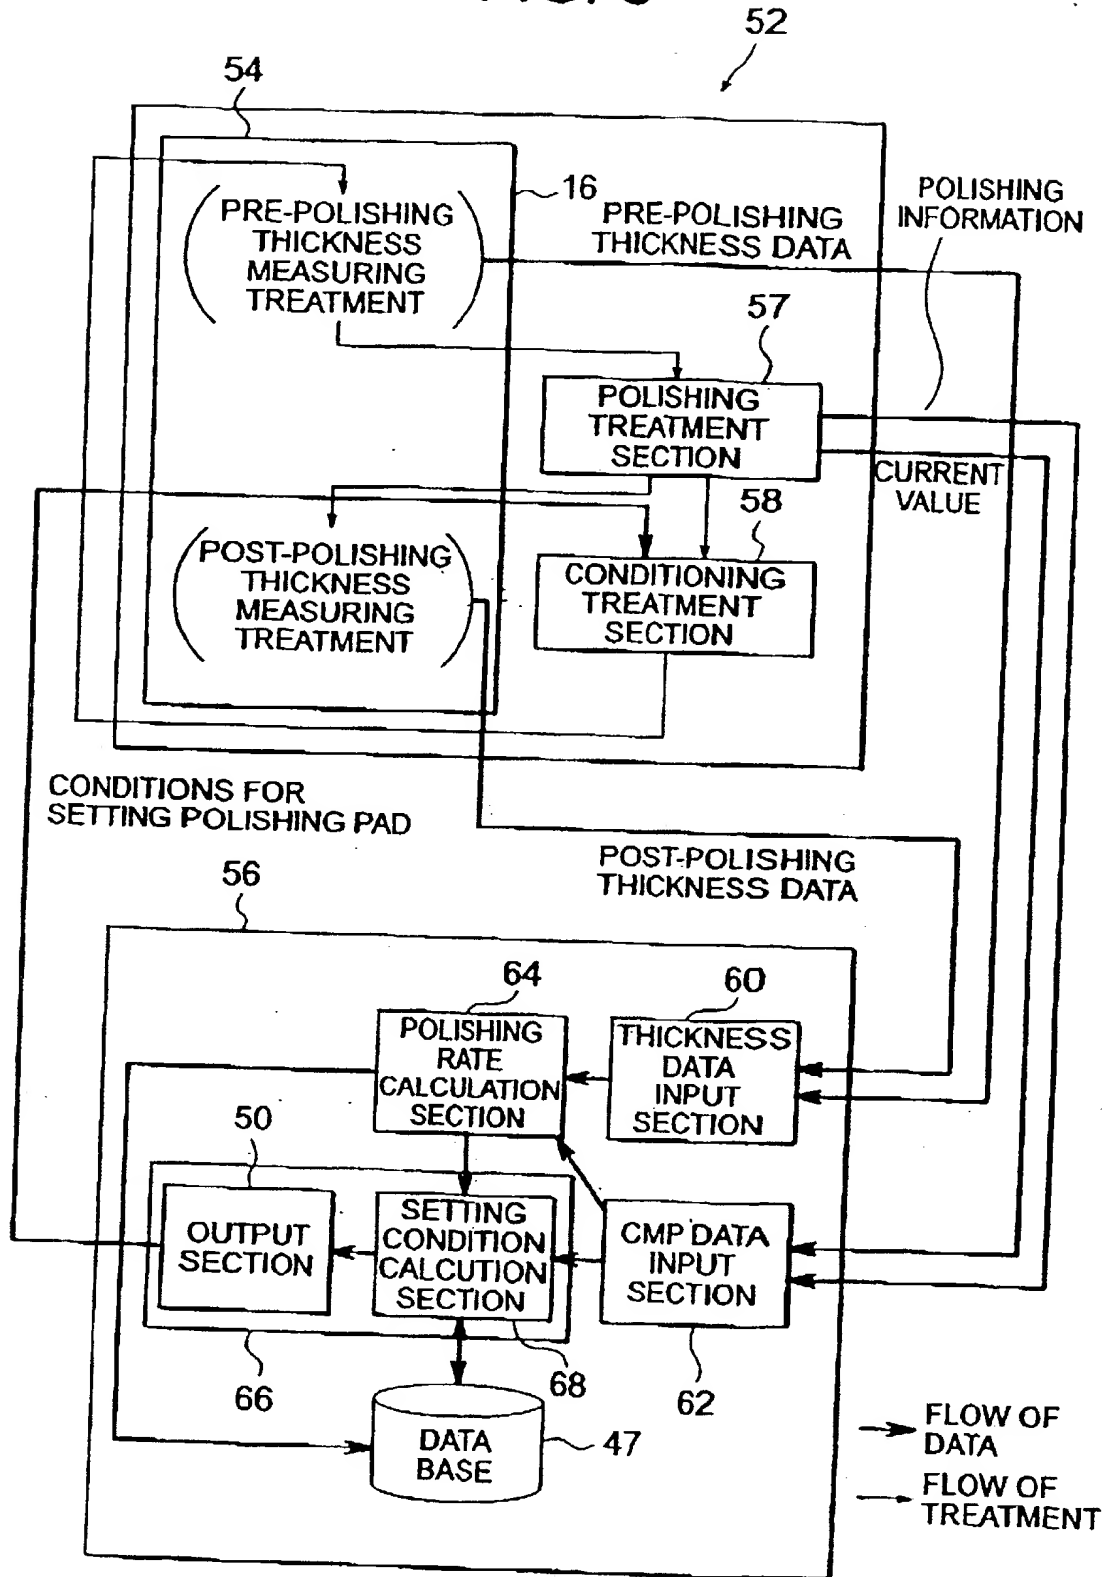 52
54
PRE-POLISHING
THICKNESS
MEASURING
TREATMENT
16
PRE-POLISHING
THICKNESS DATA
POLISHING
INFORMATION
57
POLISHING
TREATMENT
SECTION
CURRENT
VALUE
58
POST-POLISHING
THICKNESS
MEASURING
TREATMENT
CONDITIONING
TREATMENT
SECTION
CONDITIONS FOR
SETTING POLISHING PAD
POST-POLISHING
THICKNESS DATA
56
64
60
POLISHING
RATE
CALCULATION
SECTION
THICKNESS
DATA
INPUT
SECTION
50
OUTPUT
SECTION
SETTING
CONDITION
CALCUTION
SECTION
CMP DATA
INPUT
SECTION
66
68
62
DATA
BASE
47
FLOW OF
DATA
FLOW OF
TREATMENT